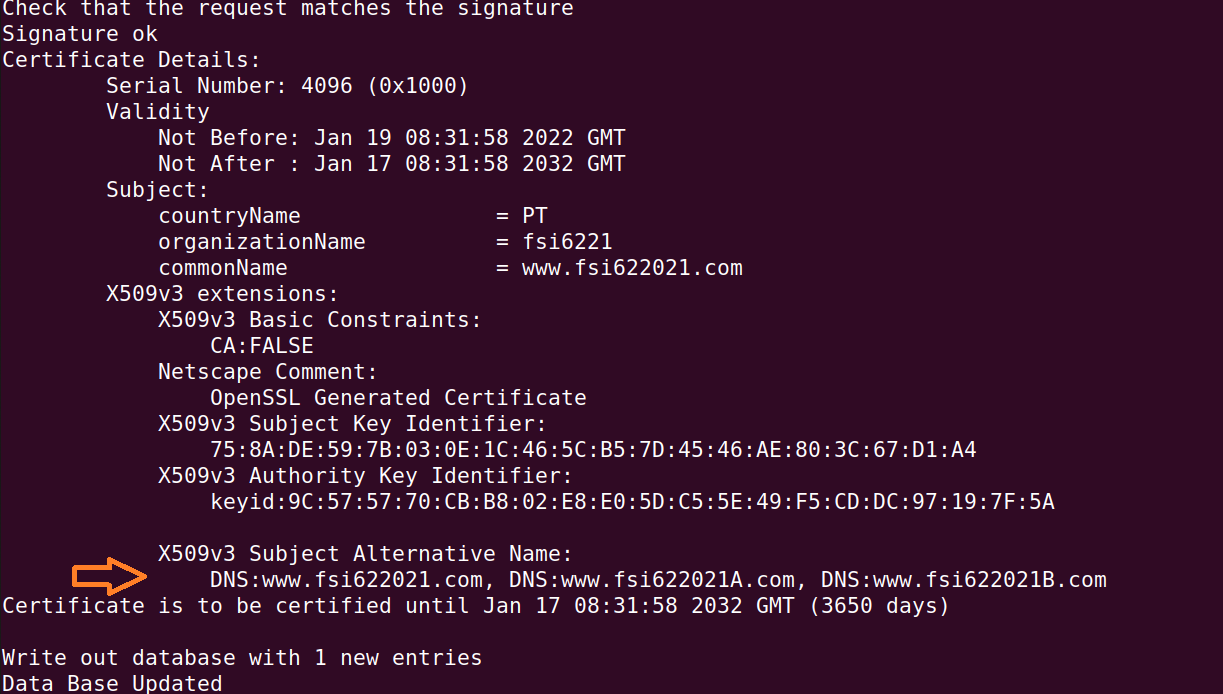 Check that the request matches the signature
Signature ok
Certificate Details:
        Serial Number: 4096 (0x1000)
        Validity
            Not Before: Jan 19 08:31:58 2022 GMT
            Not After : Jan 17 08:31:58 2032 GMT
        Subject:
            countryName               = PT
            organizationName          = fsi6221
            commonName                = www.fsi622021.com
        X509v3 extensions:
            X509v3 Basic Constraints:
                CA:FALSE
            Netscape Comment:
                OpenSSL Generated Certificate
            X509v3 Subject Key Identifier:
                75:8A:DE:59:7B:03:0E:1C:46:5C:B5:7D:45:46:AE:80:3C:67:D1:A4
            X509v3 Authority Key Identifier:
                keyid:9C:57:57:70:CB:B8:02:E8:E0:5D:C5:5E:49:F5:CD:DC:97:19:7F:5A

            X509v3 Subject Alternative Name:
                DNS:www.fsi622021.com, DNS:www.fsi622021A.com, DNS:www.fsi622021B.com
Certificate is to be certified until Jan 17 08:31:58 2032 GMT (3650 days)

Write out database with 1 new entries
Data Base Updated